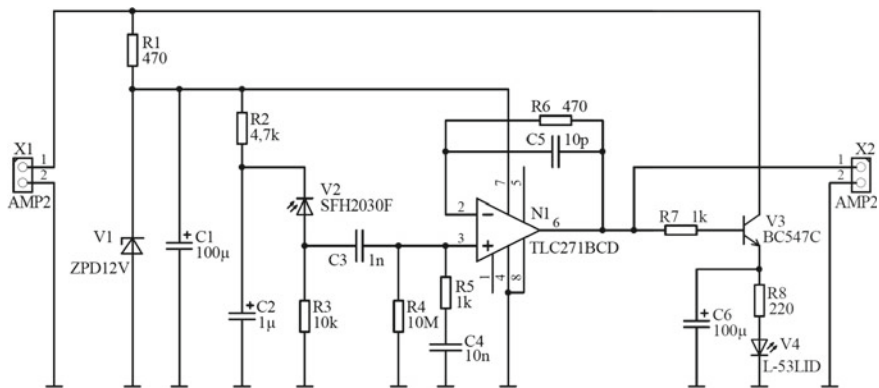 R1
470
R2
4,7k
R6 470
C5 10p
X1
1
2
AMP2
V2
SFH2030F
7
5
N1
2
6
3
TLC271BCD
1
4
8
X2
1
2
AMP2
R7 1k
V3
BC547C
V1
ZPD12V
C1
100µ
C3 1n
R5
1k
C2
1µ
R3
10k
R4
10M
C4
10n
C6
100µ
R8
220
V4
L-53LID
+
+
+
−
+